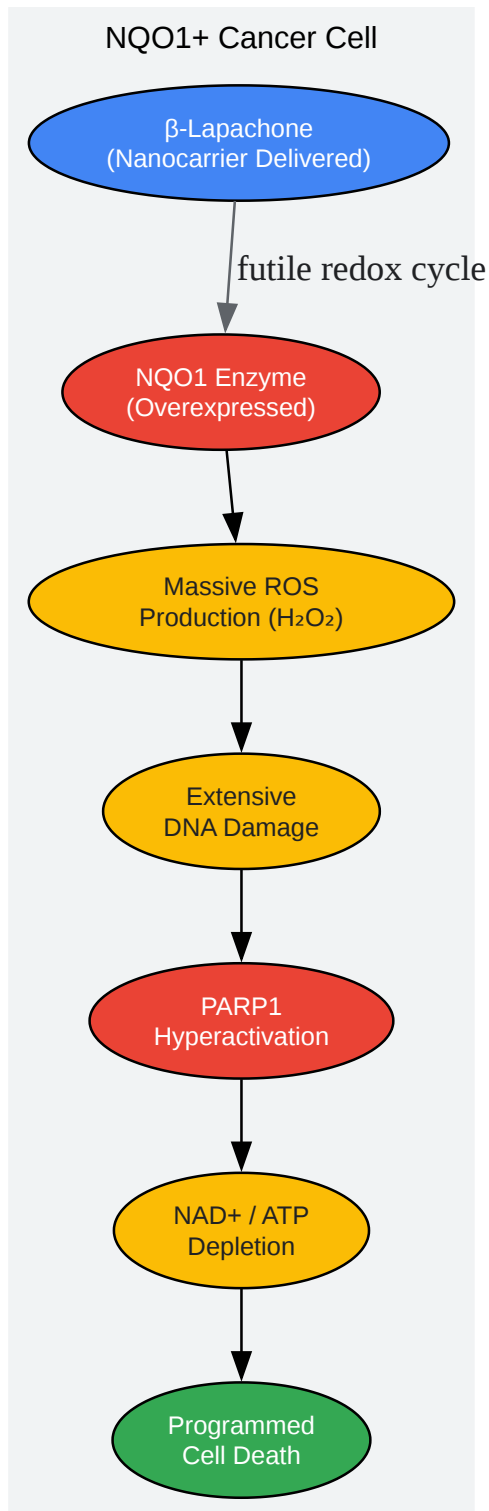 NQO1+ Cancer Cell
β-Lapachone
(Nanocarrier Delivered)
futile redox cycle
NQO1 Enzyme
(Overexpressed)
Massive ROS
Production (H₂O₂)
Extensive
DNA Damage
PARP1
Hyperactivation
NAD+ / ATP
Depletion
Programmed
Cell Death